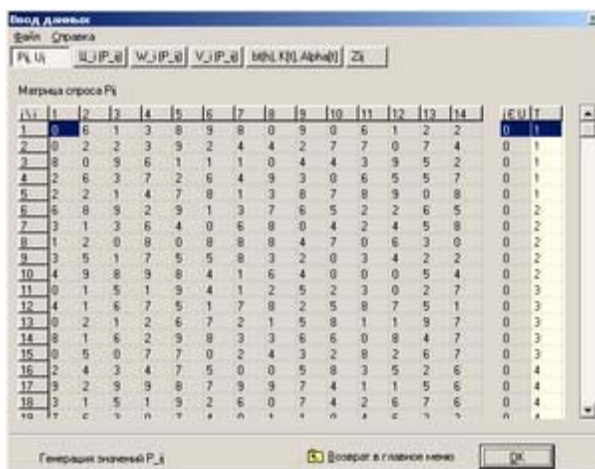 Ввод данных
Файл Справка
Pij, Uj Ц_i(P_ij) W_i(P_ij) V_i(P_ij) bt(h), K[t], Alpha[t] Zij
Матрица спроса Pij
j\i 1 2 3 4 5 6 7 8 9 10 11 12 13 14 i Є U T
1 0 6 1 3 8 9 8 0 9 0 6 1 2 2 0 1
2 0 2 2 3 9 2 4 4 2 7 7 0 7 4 0 1
3 8 0 9 6 1 1 1 0 4 4 3 9 5 2 0 1
4 2 6 3 7 2 6 4 9 3 0 6 5 5 7 0 1
5 2 2 1 4 7 8 1 3 8 7 8 9 0 8 0 1
6 6 8 9 2 9 1 3 7 6 5 2 2 6 5 0 2
7 3 1 3 6 4 0 6 8 0 4 2 4 5 8 0 2
8 1 2 0 8 0 8 8 8 4 7 0 6 3 0 0 2
9 3 5 1 7 5 5 8 3 2 0 3 4 2 2 0 2
10 4 9 8 9 8 4 1 6 4 0 0 0 5 4 0 2
11 0 1 5 1 9 4 1 2 5 2 3 0 2 7 0 3
12 4 1 6 7 5 1 7 8 2 5 8 7 5 1 0 3
13 0 2 1 2 6 7 2 1 5 8 1 1 9 7 0 3
14 8 1 6 2 9 8 3 3 6 6 0 8 4 7 0 3
15 0 5 0 7 7 0 2 4 3 2 8 2 6 7 0 3
16 2 4 3 4 7 5 0 0 5 8 3 5 2 6 0 4
17 9 2 9 9 8 7 9 9 7 4 1 1 5 6 0 4
18 3 1 5 1 9 2 6 0 7 4 2 6 7 6 0 4
Генерация значений P_ij Возврат в главное меню OK